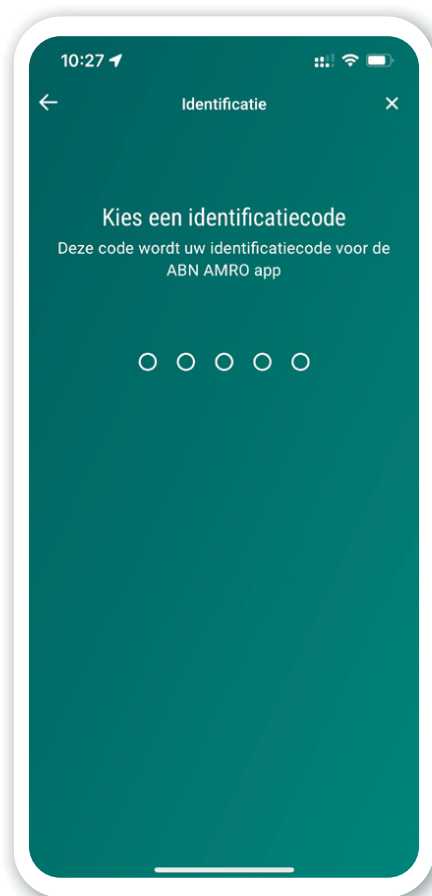 10:27
Identificatie
Kies een identificatiecode
Deze code wordt uw identificatiecode voor de
ABN AMRO app